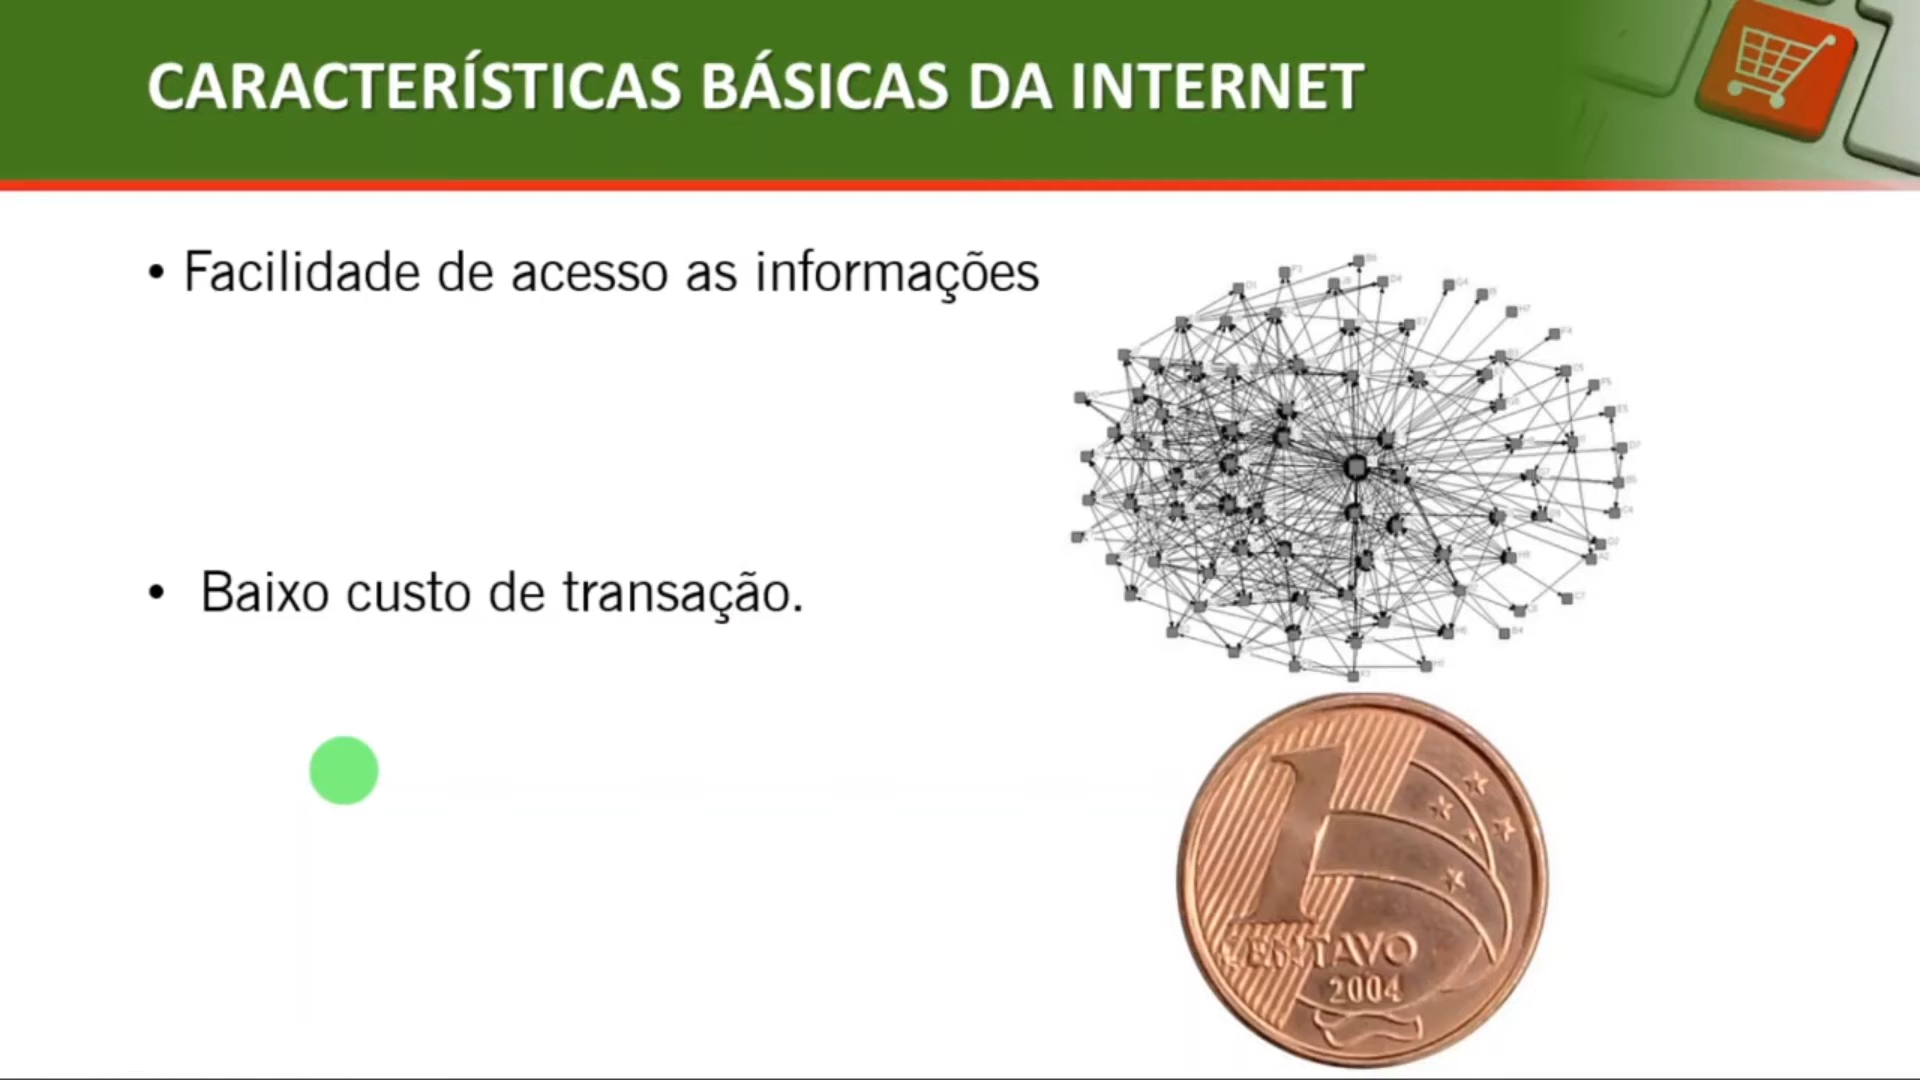 CARACTERÍSTICAS BÁSICAS DA INTERNET
• Facilidade de acesso as informações
• Baixo custo de transação.
1
CENTAVO
2004